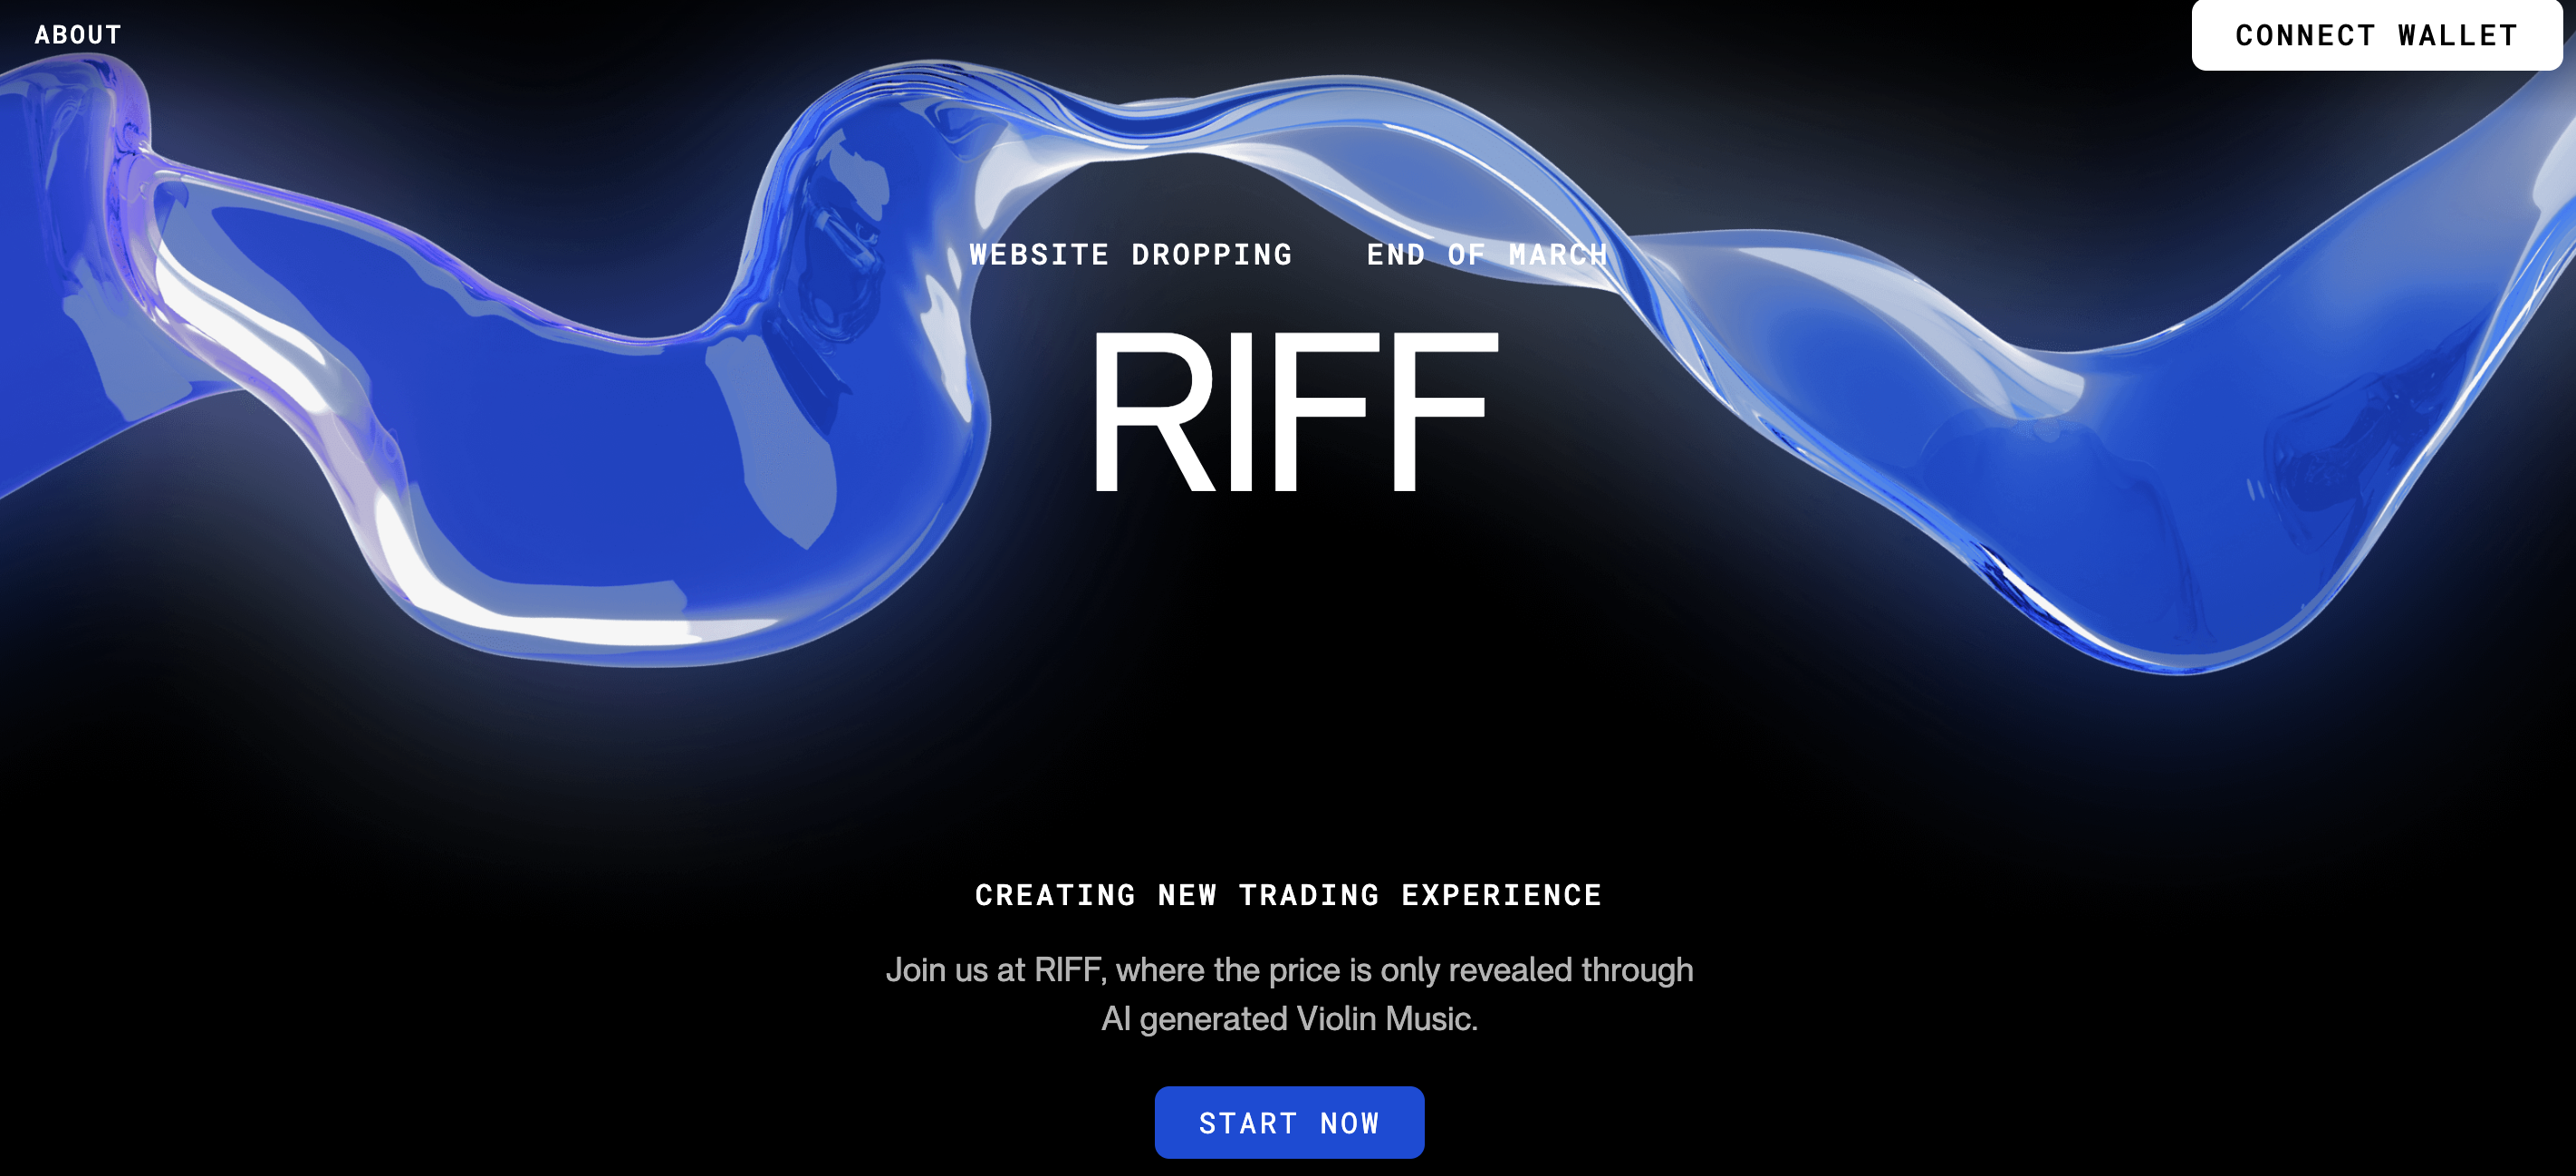 ABOUT
CONNECT WALLET
WEBSITE DROPPING END OF MARCH
RIFF
CREATING NEW TRADING EXPERIENCE
Join us at RIFF, where the price is only revealed through
AI generated Violin Music.
START NOW